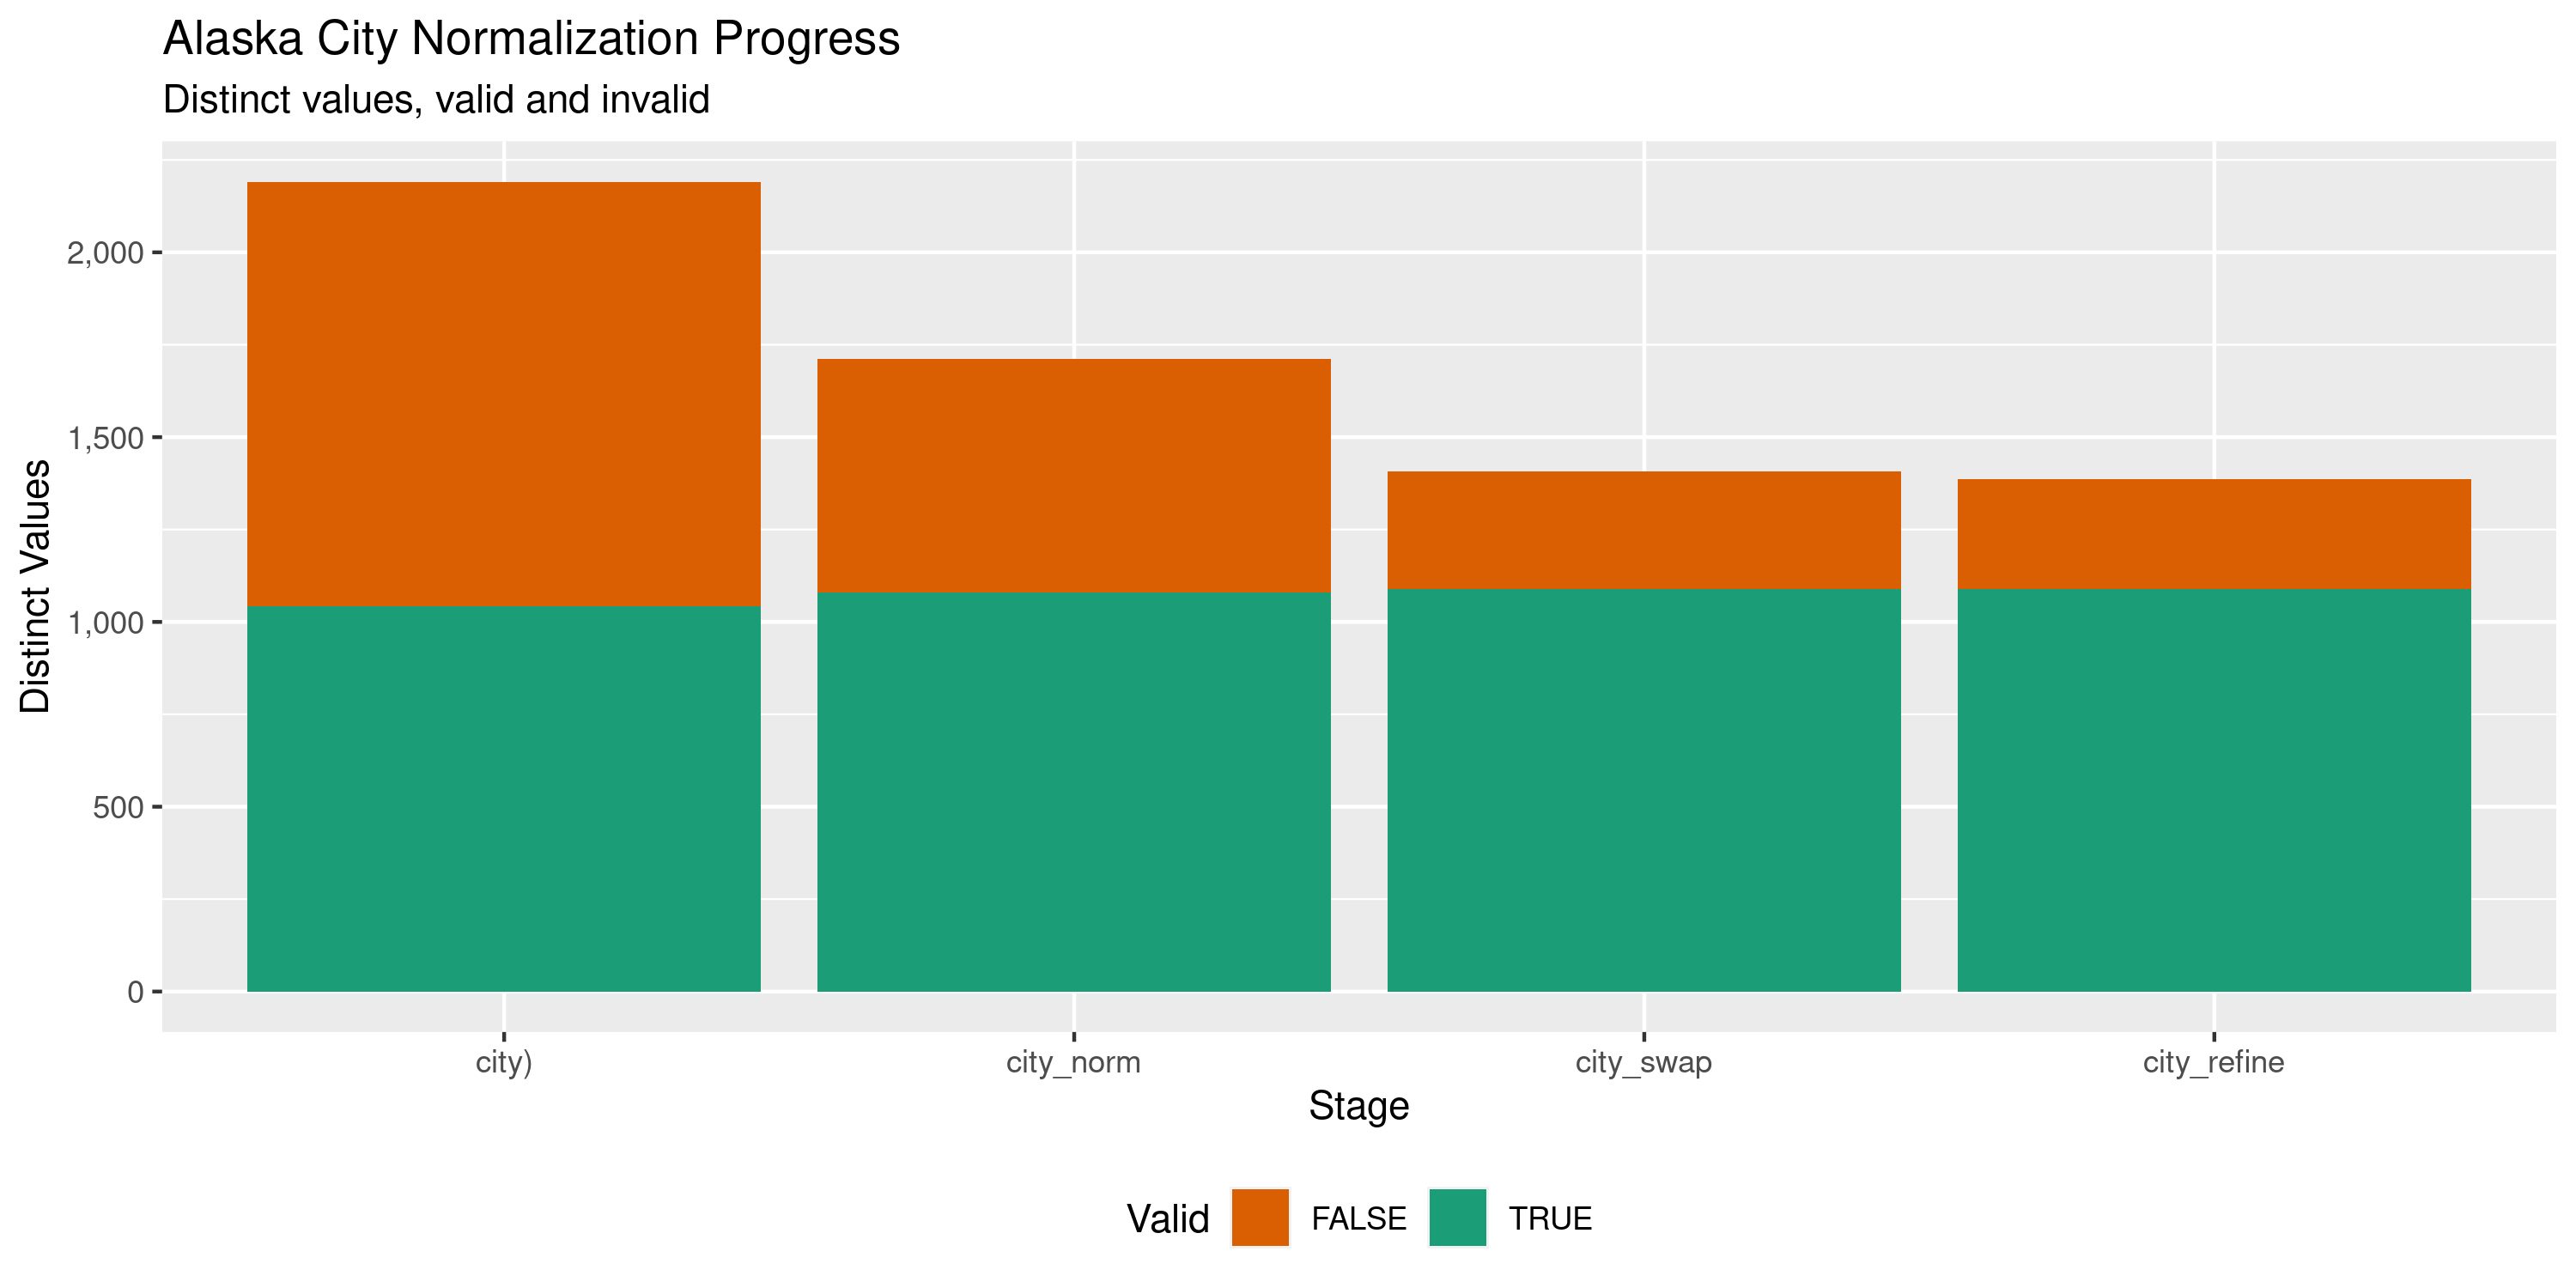 Alaska City Normalization Progress
Distinct values, valid and invalid
Distinct Values
2,000
1,500
1,000
500
0
city)
city_norm
city_swap
city_refine
Stage
Valid
FALSE
TRUE